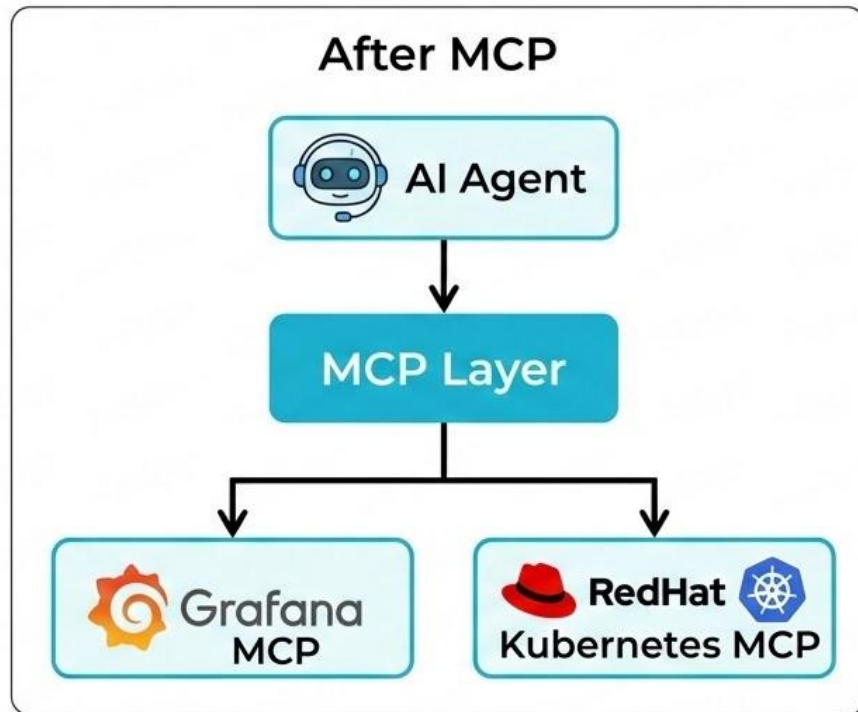 After MCP
AI Agent
MCP Layer
Grafana
MCP
RedHat
Kubernetes MCP